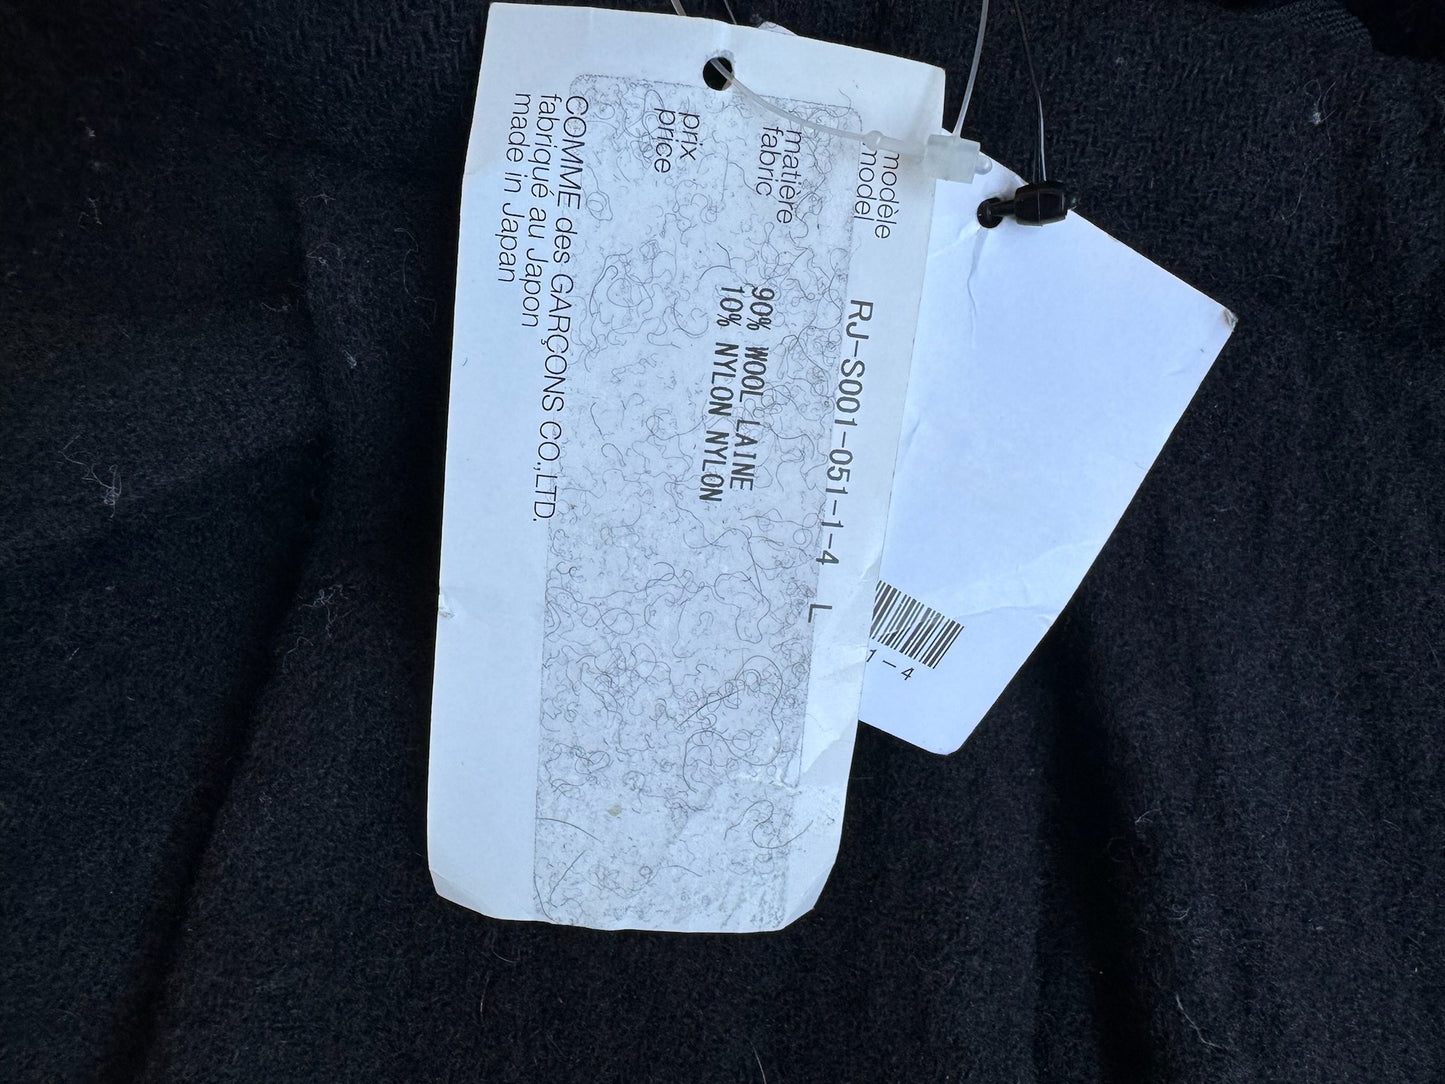 modèle
model
RJ-S001-051-1-4 L
matière
fabric
90% WOOL LAINE
10% NYLON NYLON
prix
price
COMME des GARÇONS CO.,LTD.
fabriqué au Japon
made in Japan
1-4